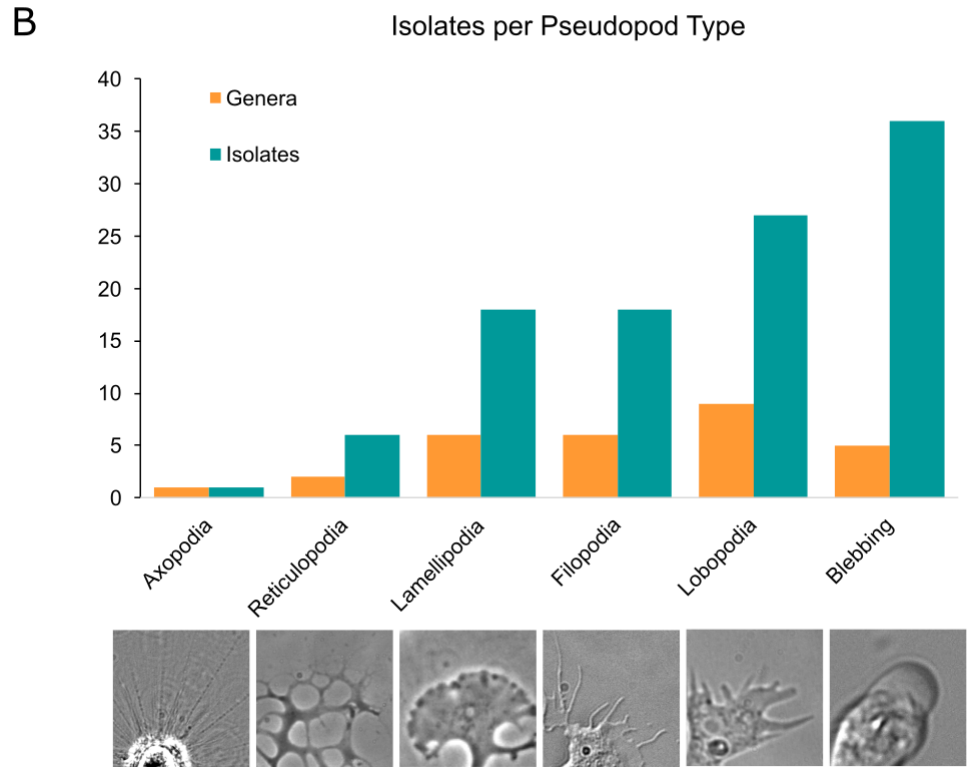 B
Isolates per Pseudopod Type
40
35
30
25
20
15
10
5
0
Genera
Isolates
Axopodia
Reticulopodia
Lamellipodia
Filopodia
Lobopodia
Blebbing